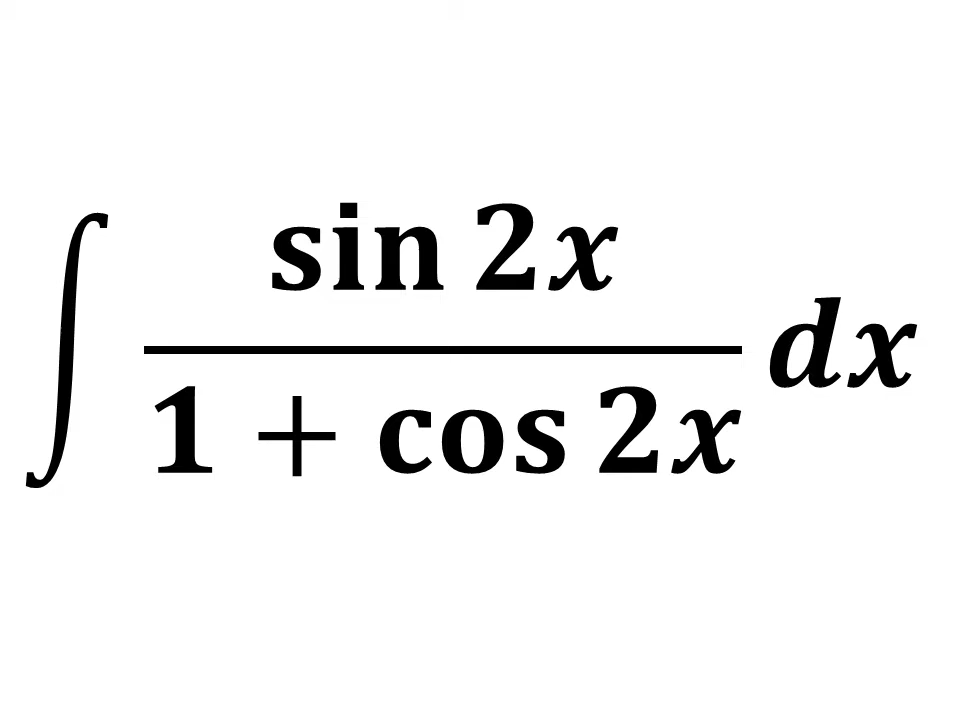 ∫ sin 2x / 1 + cos 2x dx